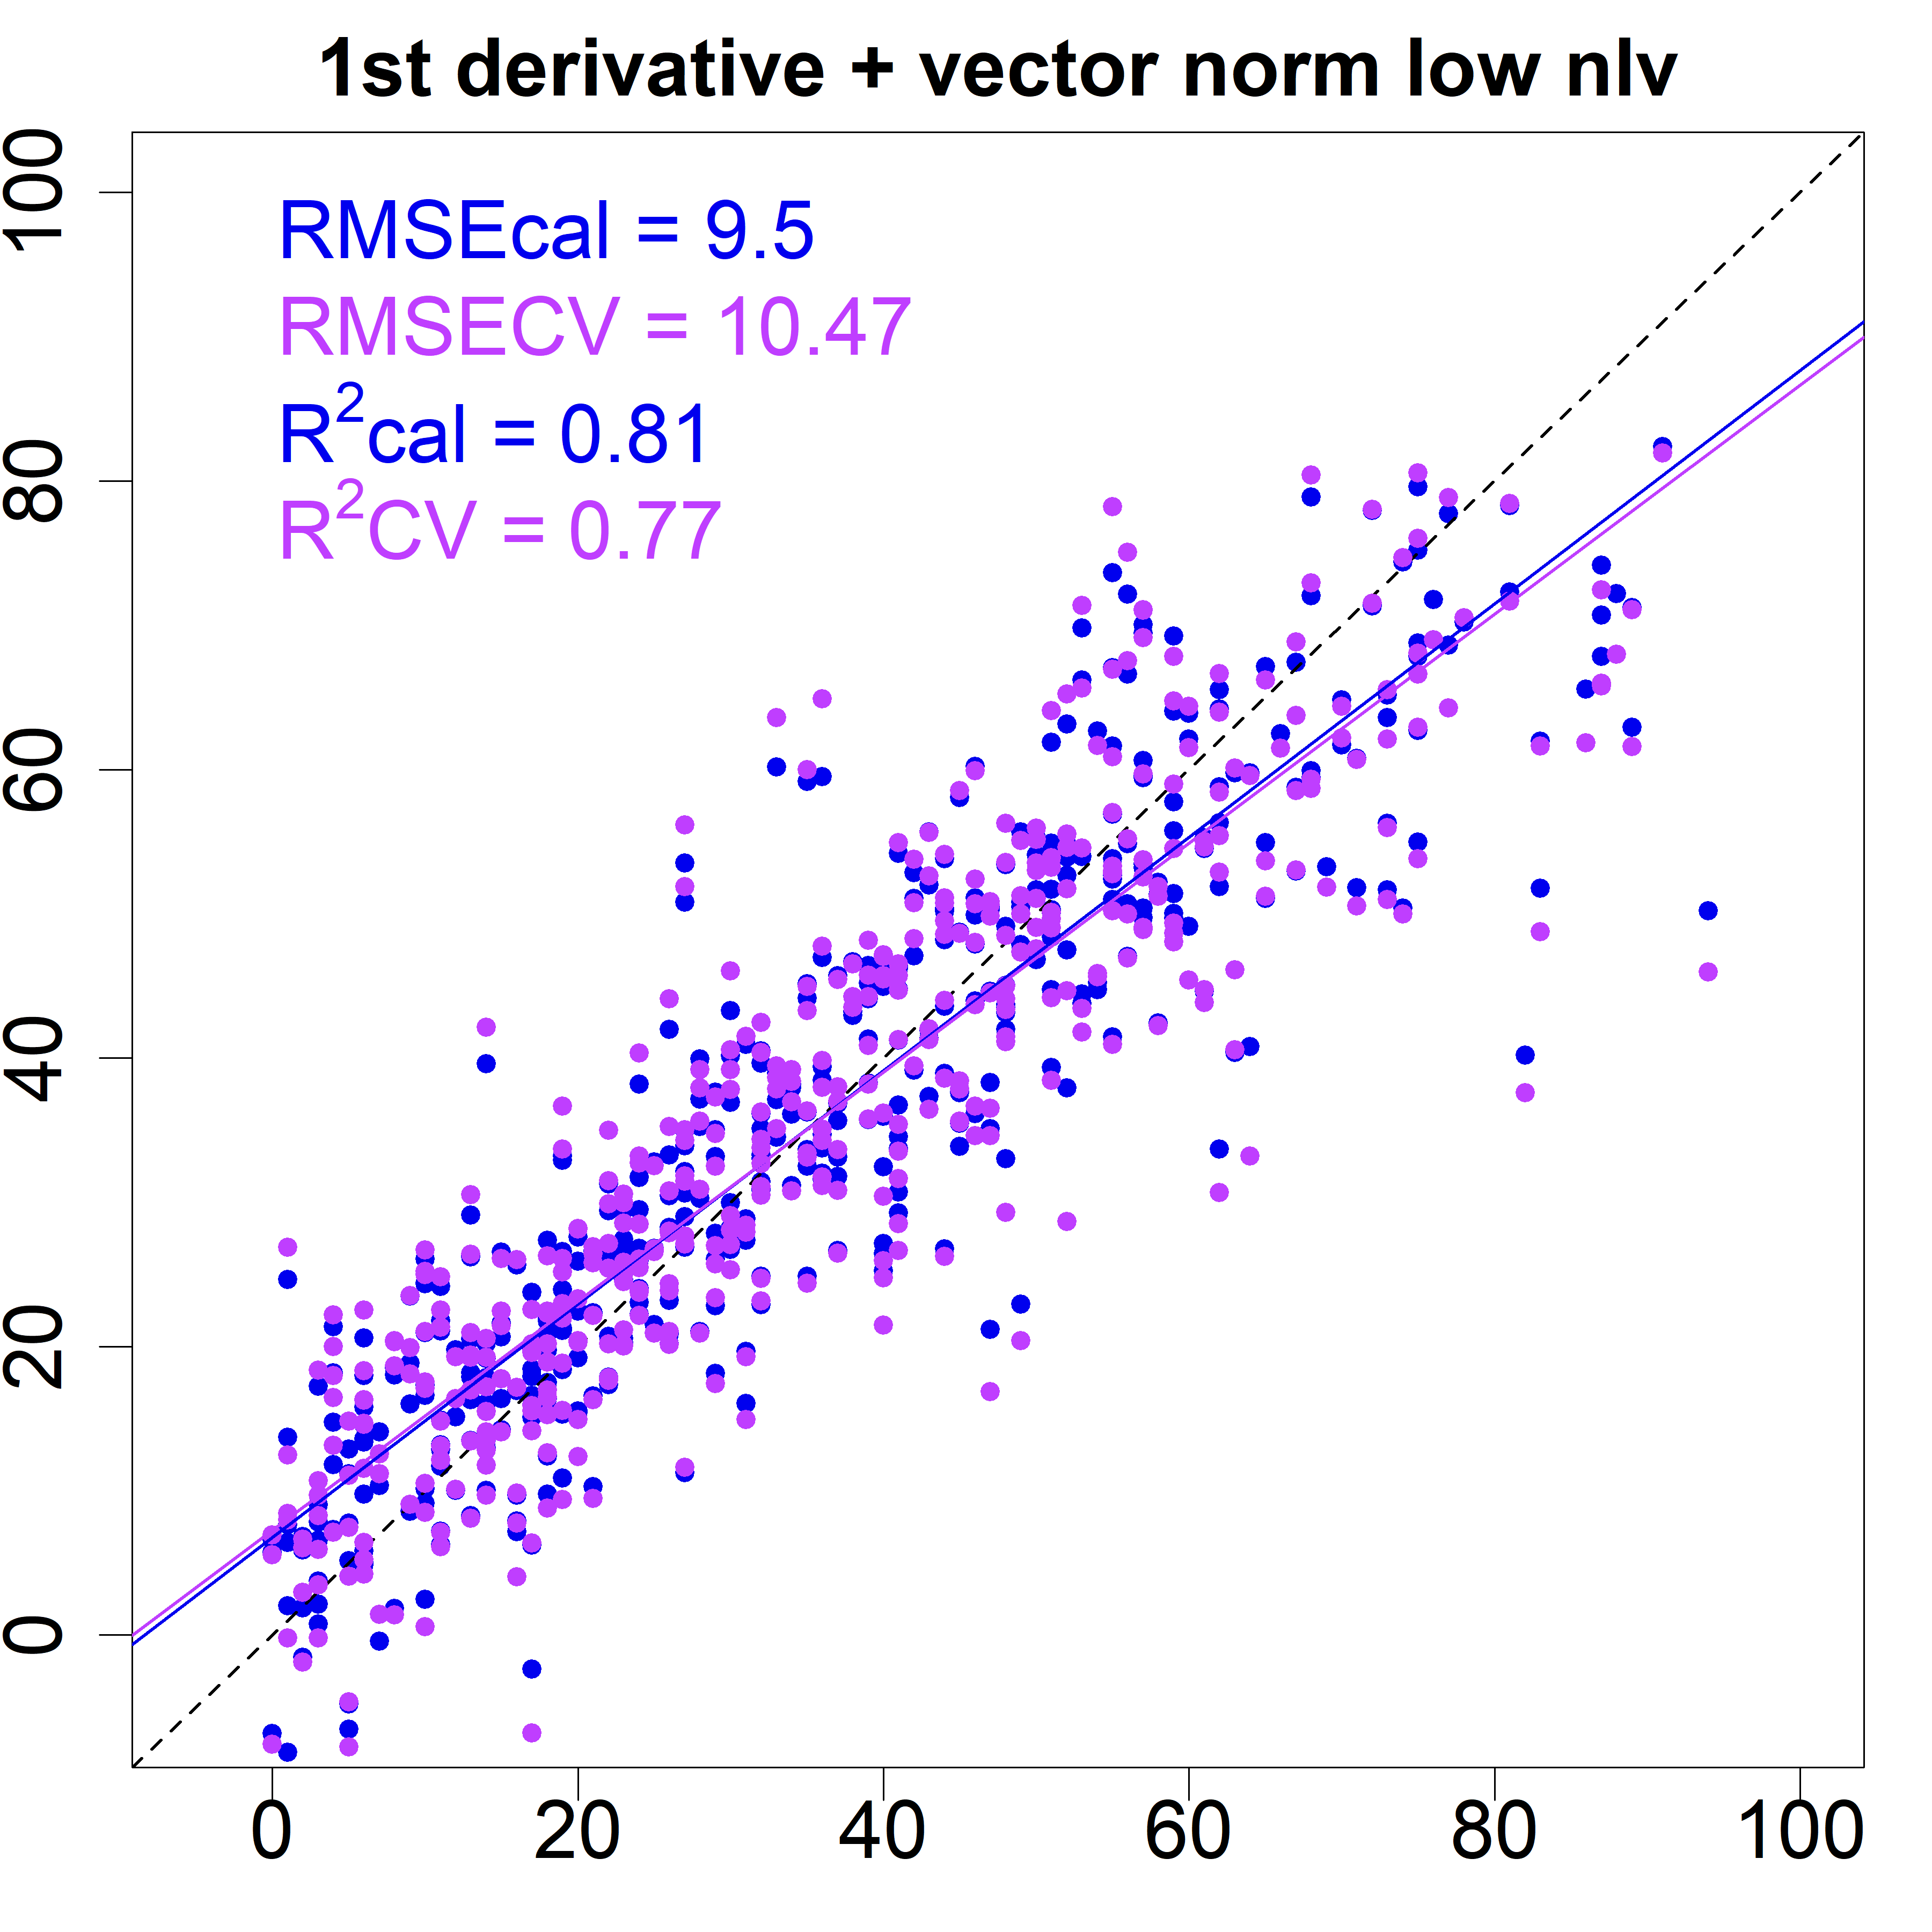 1st derivative + vector norm low nlv
RMSEcal = 9.5
RMSECV = 10.47
R²cal = 0.81
R²CV = 0.77
100
80
60
40
20
0
0 20 40 60 80 100